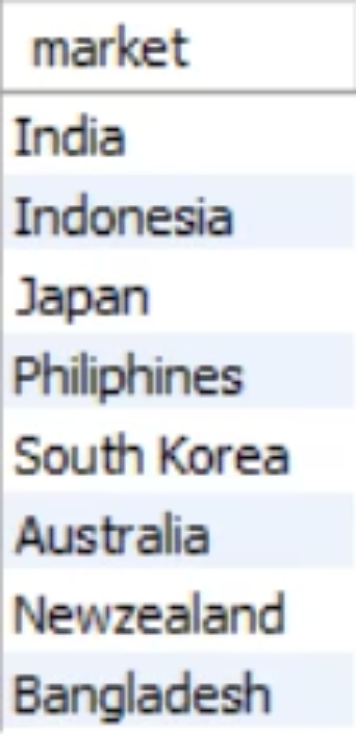 market
India
Indonesia
Japan
Philiphines
South Korea
Australia
Newzealand
Bangladesh